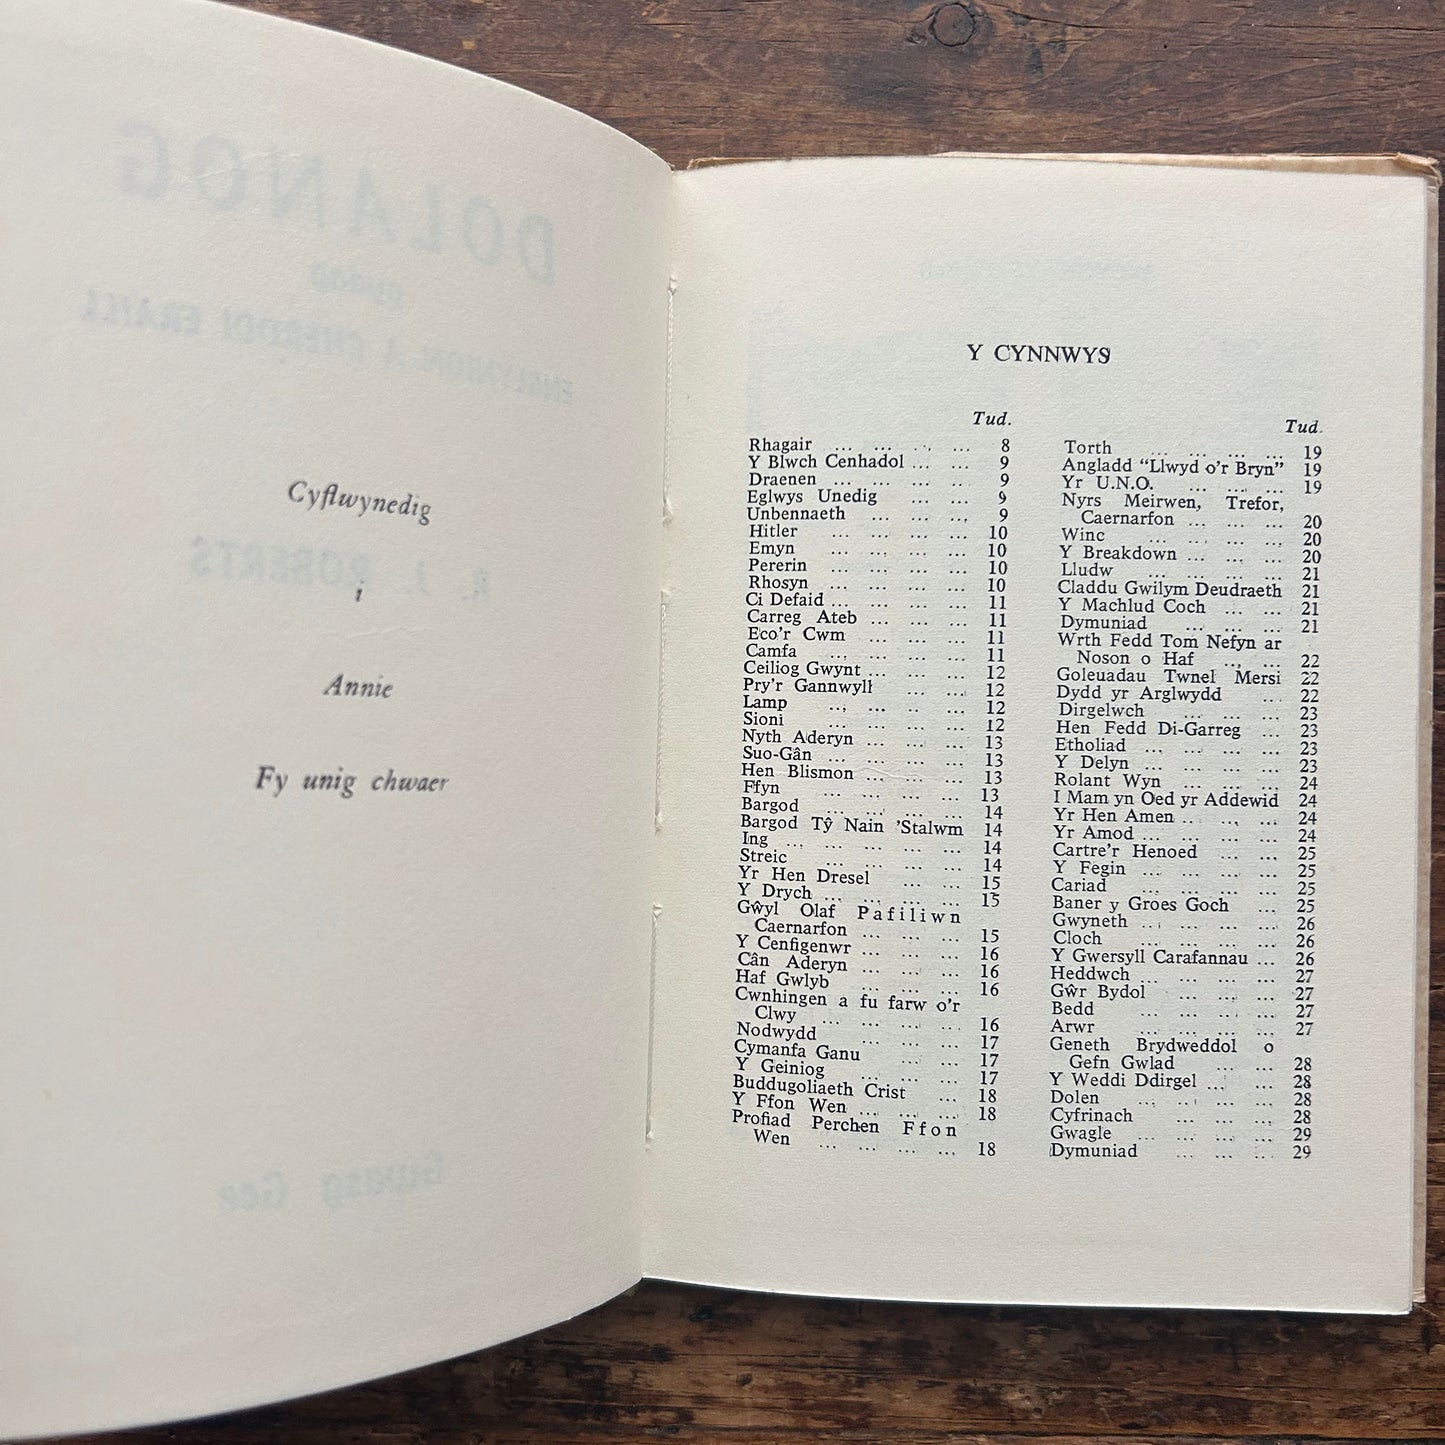 DOLANOG
gydag
ENGLYNION A CHERDDI ERAILL
R. J. ROBERTS
Gwasg Gee
Cyflwynedig
i
Annie
Fy unig chwaer
Y CYNNWYS
Tud.
Rhagair ... ... ... ... 8
Y Blwch Cenhadol ... ... 9
Draenen ... ... ... ... 9
Eglwys Unedig ... ... 9
Unbennaeth ... ... ... 9
Hitler ... ... ... ... 10
Emyn ... ... ... ... 10
Pererin ... ... ... ... 10
Rhosyn ... ... ... ... 10
Ci Defaid ... ... ... ... 11
Carreg Ateb ... ... ... 11
Eco'r Cwm ... ... ... 11
Camfa ... ... ... ... 11
Ceiliog Gwynt ... ... ... 12
Pry'r Gannwyll ... ... 12
Lamp ... ... ... ... 12
Sioni ... ... ... ... 12
Nyth Aderyn ... ... ... 13
Suo-Gân ... ... ... ... 13
Hen Blismon ... ... ... 13
Ffyn ... ... ... ... 13
Bargod ... ... ... ... 14
Bargod Tŷ Nain 'Stalwm 14
Ing ... ... ... ... ... 14
Streic ... ... ... ... 14
Yr Hen Dresel ... ... 15
Y Drych ... ... ... ... 15
Gŵyl Olaf Pafiliwn
Caernarfon ... ... ... 15
Y Cenfigenwr ... ... ... 16
Cân Aderyn ... ... ... 16
Haf Gwlyb ... ... ... 16
Cwnhingen a fu farw o'r
Clwy ... ... ... ... 16
Nodwydd ... ... ... 17
Cymanfa Ganu ... ... 17
Y Geiniog ... ... ... 17
Buddugoliaeth Crist ... 18
Y Ffon Wen ... ... ... 18
Profiad Perchen Ffon
Wen ... ... ... ... 18
Tud.
Torth ... ... ... ... 19
Angladd "Llwyd o'r Bryn" 19
Yr U.N.O. ... ... ... 19
Nyrs Meirwen, Trefor,
Caernarfon ... ... ... 20
Winc ... ... ... ... 20
Y Breakdown ... ... ... 20
Lludw ... ... ... ... 21
Claddu Gwilym Deudraeth 21
Y Machlud Coch ... ... 21
Dymuniad ... ... ... 21
Wrth Fedd Tom Nefyn ar
Noson o Haf ... ... 22
Goleuadau Twnel Mersi 22
Dydd yr Arglwydd ... 22
Dirgelwch ... ... ... 23
Hen Fedd Di-Garreg ... 23
Etholiad ... ... ... ... 23
Y Delyn ... ... ... ... 23
Rolant Wyn ... ... ... 24
I Mam yn Oed yr Addewid 24
Yr Hen Amen ... ... ... 24
Yr Amod ... ... ... ... 24
Cartre'r Henoed ... ... 25
Y Fegin ... ... ... ... 25
Cariad ... ... ... ... 25
Baner y Groes Goch ... 25
Gwyneth ... ... ... ... 26
Cloch ... ... ... ... 26
Y Gwersyll Carafannau ... 26
Heddwch ... ... ... ... 27
Gŵr Bydol ... ... ... 27
Bedd ... ... ... ... 27
Arwr ... ... ... ... 27
Geneth Brydweddol o
Gefn Gwlad ... ... 28
Y Weddi Ddirgel ... ... 28
Dolen ... ... ... ... 28
Cyfrinach ... ... ... 28
Gwagle ... ... ... ... 29
Dymuniad ... ... ... 29